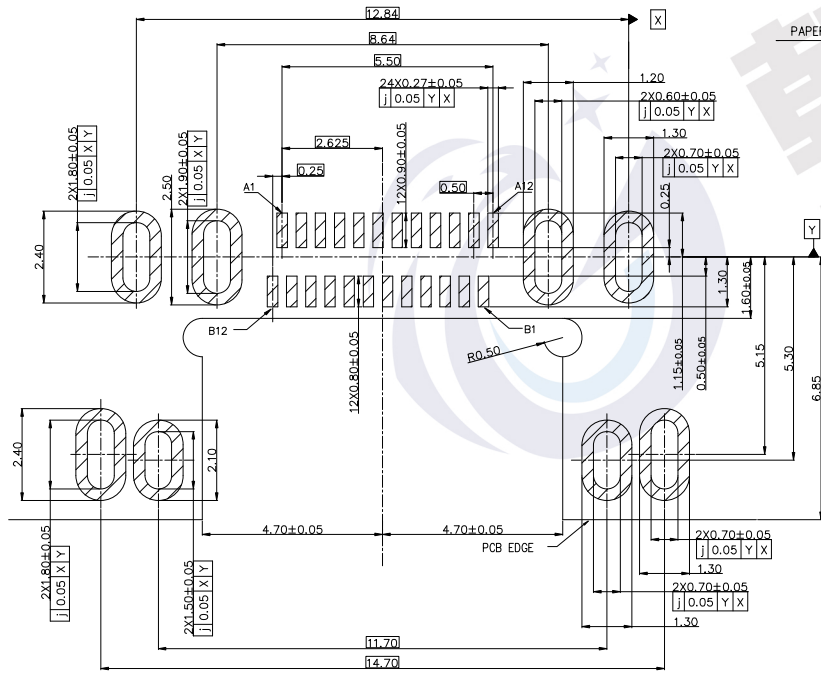 12.84
X
PAPER
8.64
5.50
24X0.27±0.05
j 0.05 Y X
1.20
2X0.60±0.05
j 0.05 Y X
1.30
2X0.70±0.05
j 0.05 Y X
2X1.80±0.05
j 0.05 X Y
2.50
2X1.90±0.05
j 0.05 X Y
2.625
0.25
12X0.90±0.05
0.50
0.25
A1
A12
Y
2.40
1.30
1.60±0.05
B12
B1
R0.50
12X0.80±0.05
1.15±0.05
0.50±0.05
5.15
5.30
6.85
2.40
2.10
4.70±0.05
4.70±0.05
PCB EDGE
2X1.80±0.05
j 0.05 X Y
2X1.50±0.05
j 0.05 X Y
2X0.70±0.05
j 0.05 Y X
1.30
2X0.70±0.05
j 0.05 Y X
1.30
11.70
14.70